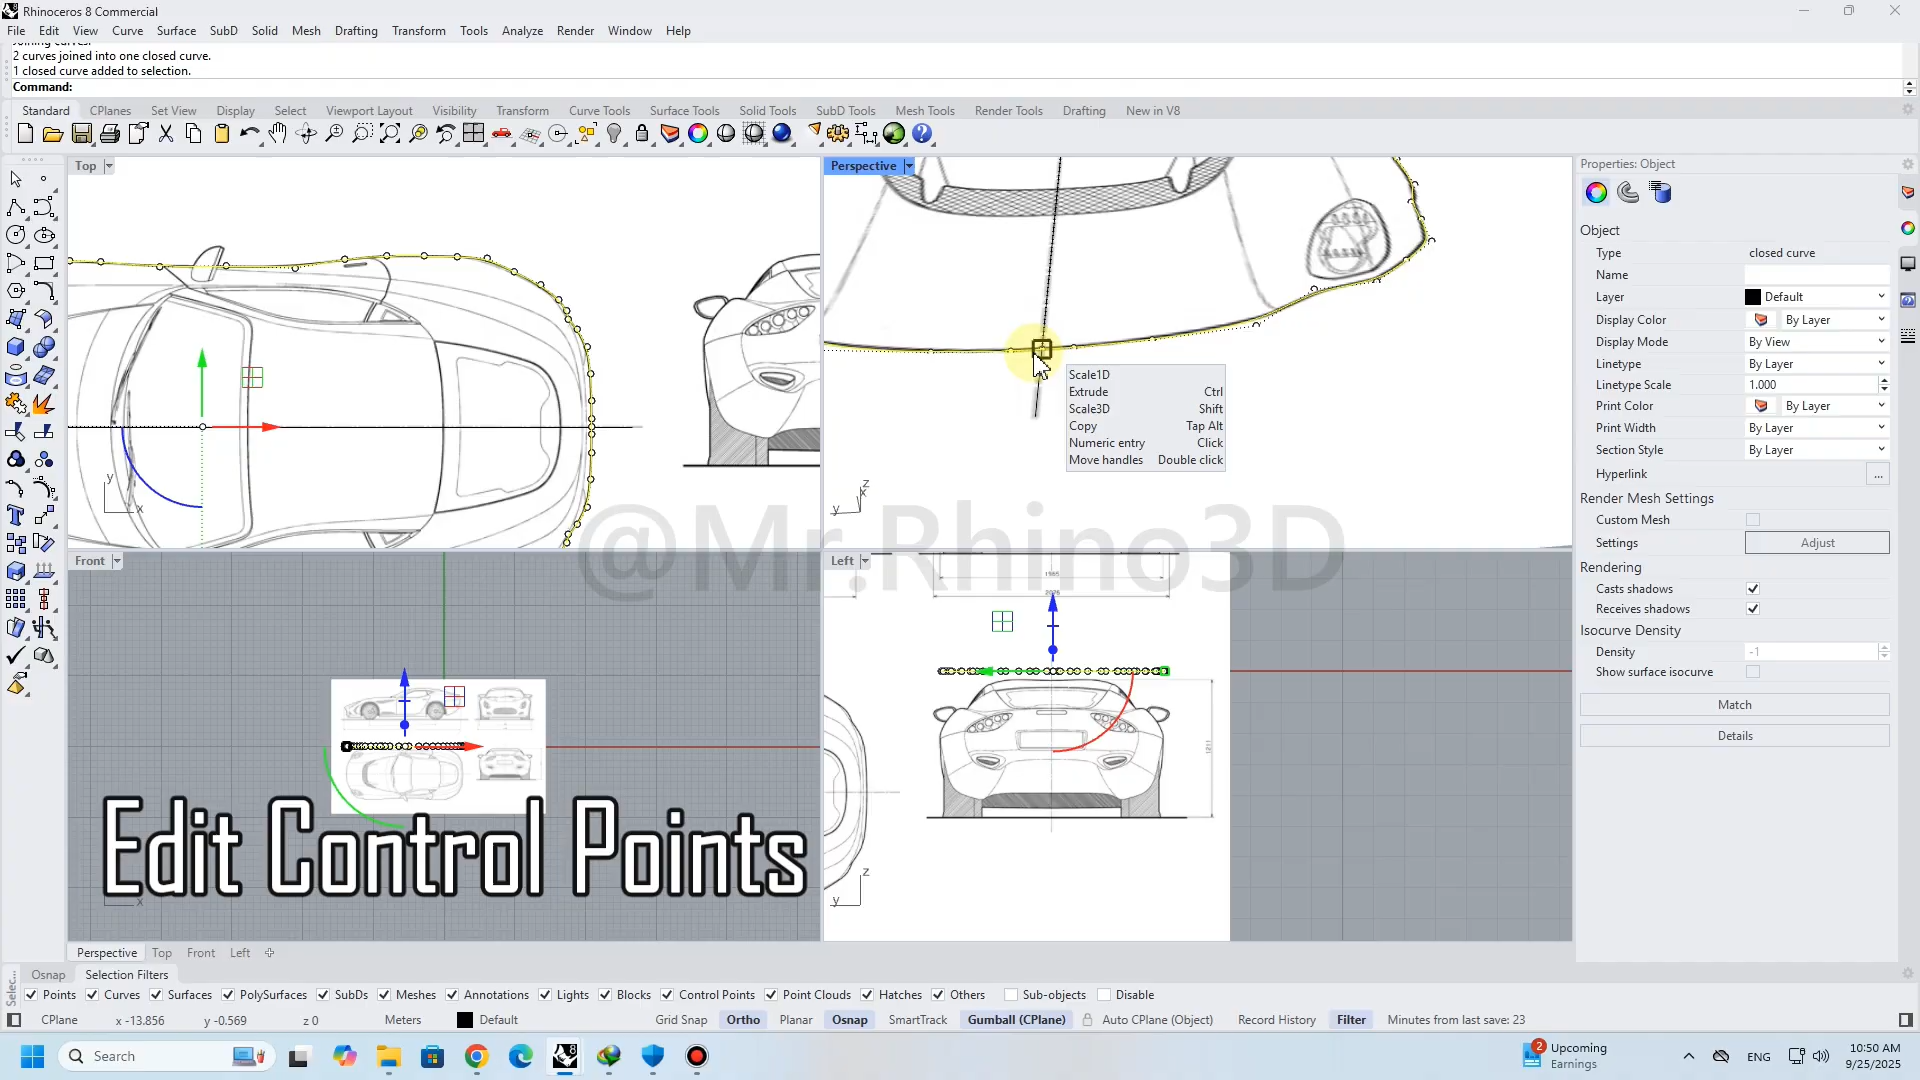 Rhinoceros 8 Commercial
File Edit View Curve Surface SubD Solid Mesh Drafting Transform Tools Analyze Render Window Help
Joining curves.
2 curves joined into one closed curve.
1 closed curve added to selection.
Command:
Standard CPlanes Set View Display Select Viewport Layout Visibility Transform Curve Tools Surface Tools Solid Tools SubD Tools Mesh Tools Render Tools Drafting New in V8
Top
Perspective
Properties: Object
Object
Type closed curve
Name
Layer Default
Display Color By Layer
Display Mode By View
Linetype By Layer
Linetype Scale 1.000
Print Color By Layer
Print Width By Layer
Section Style By Layer
Hyperlink ...
Render Mesh Settings
Custom Mesh
Settings Adjust
Rendering
Casts shadows
Receives shadows
Isocurve Density
Density -1
Show surface isocurve
Match
Details
Scale1D
Extrude Ctrl
Scale3D Shift
Copy Tap Alt
Numeric entry Click
Move handles Double click
y
x
z
x
y
@Mr.Rhino3D
Front
Left
1965
2076
1211
z
y
x
Edit Control Points
Perspective Top Front Left
Selec...
Osnap Selection Filters
Points Curves Surfaces PolySurfaces SubDs Meshes Annotations Lights Blocks Control Points Point Clouds Hatches Others Sub-objects Disable
CPlane x -13.856 y -0.569 z 0 Meters Default Grid Snap Ortho Planar Osnap SmartTrack Gumball (CPlane) Auto CPlane (Object) Record History Filter Minutes from last save: 23
Search
2
Upcoming
Earnings
ENG
10:50 AM
9/25/2025